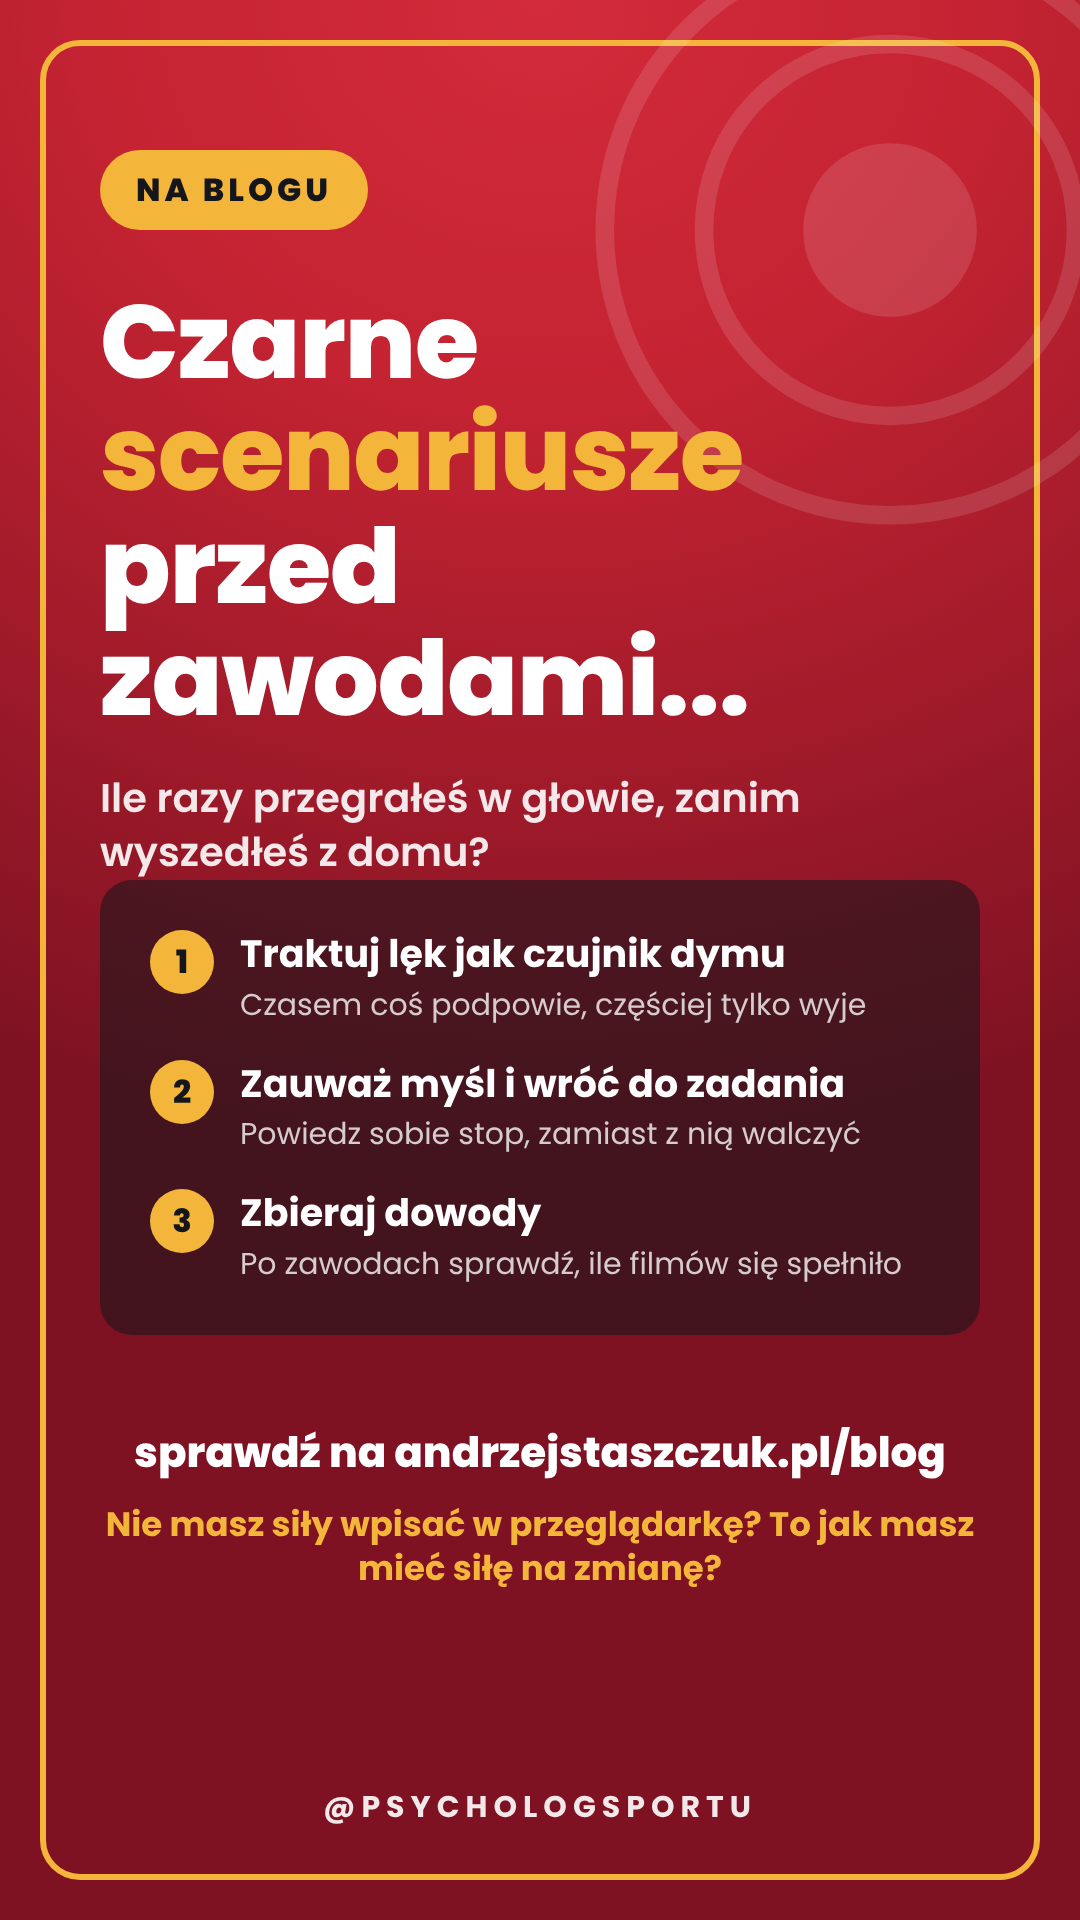 NA BLOGU
Czarne
scenariusze
przed
zawodami...
Ile razy przegrałeś w głowie, zanim
wyszedłeś z domu?
1
Traktuj lęk jak czujnik dymu
Czasem coś podpowie, częściej tylko wyje
2
Zauważ myśl i wróć do zadania
Powiedz sobie stop, zamiast z nią walczyć
3
Zbieraj dowody
Po zawodach sprawdź, ile filmów się spełniło
sprawdź na andrzejstaszczuk.pl/blog
Nie masz siły wpisać w przeglądarkę? To jak masz
mieć siłę na zmianę?
@PSYCHOLOGSPORTU